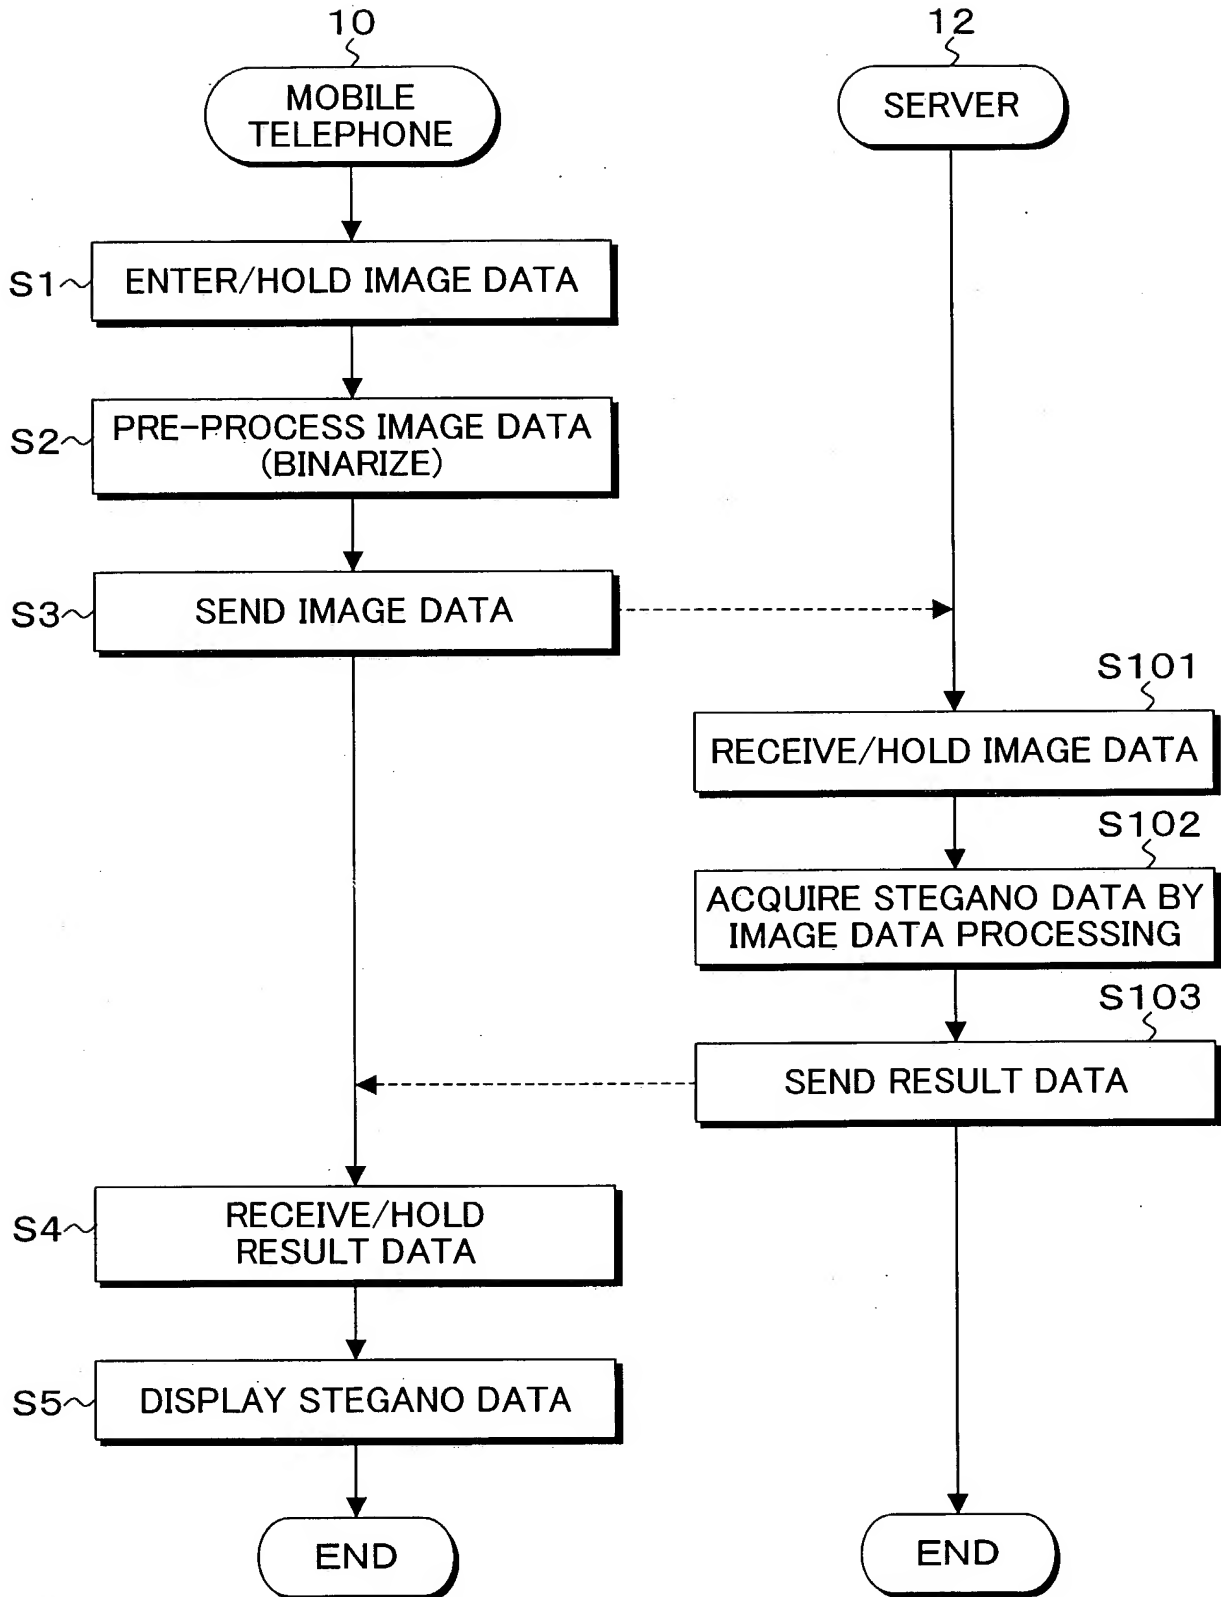 10
12
MOBILE
TELEPHONE
SERVER
S1
ENTER/HOLD IMAGE DATA
S2
PRE-PROCESS IMAGE DATA
(BINARIZE)
S3
SEND IMAGE DATA
S101
RECEIVE/HOLD IMAGE DATA
S102
ACQUIRE STEGANO DATA BY
IMAGE DATA PROCESSING
S103
SEND RESULT DATA
S4
RECEIVE/HOLD
RESULT DATA
S5
DISPLAY STEGANO DATA
END
END